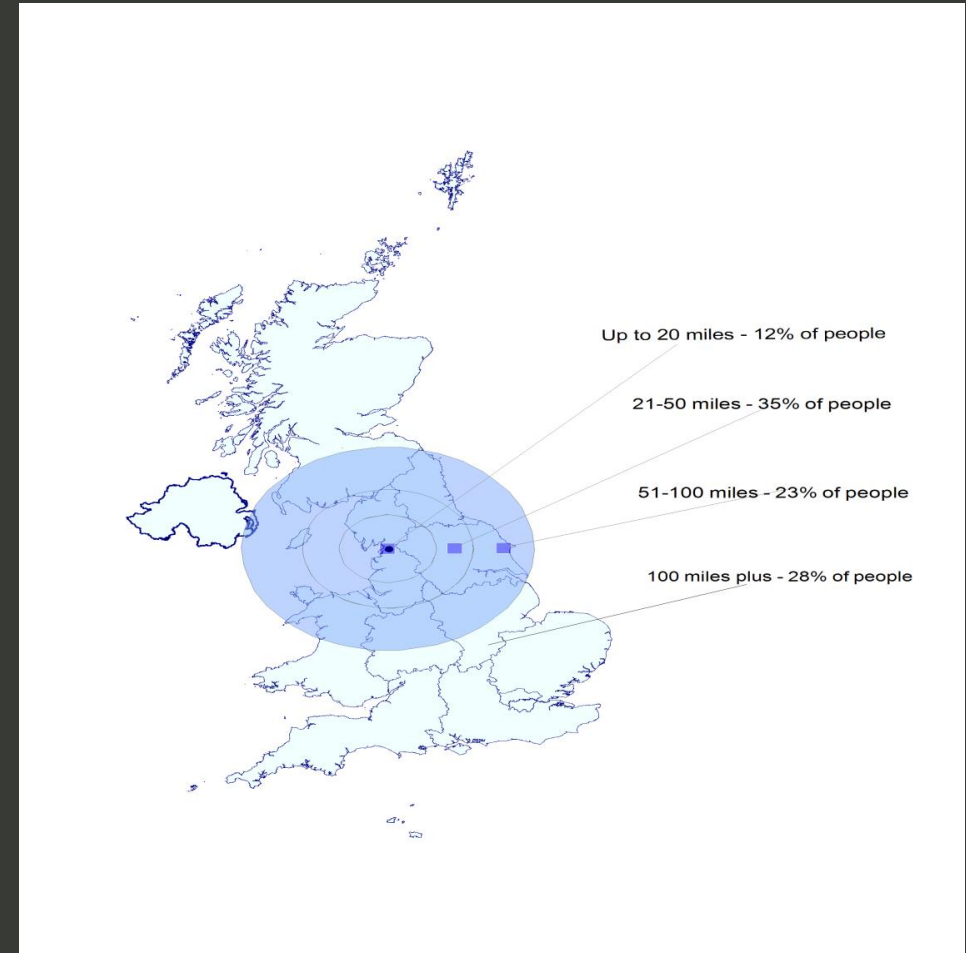 Up to 20 miles - 12% of people
21-50 miles - 35% of people
51-100 miles - 23% of people
100 miles plus - 28% of people